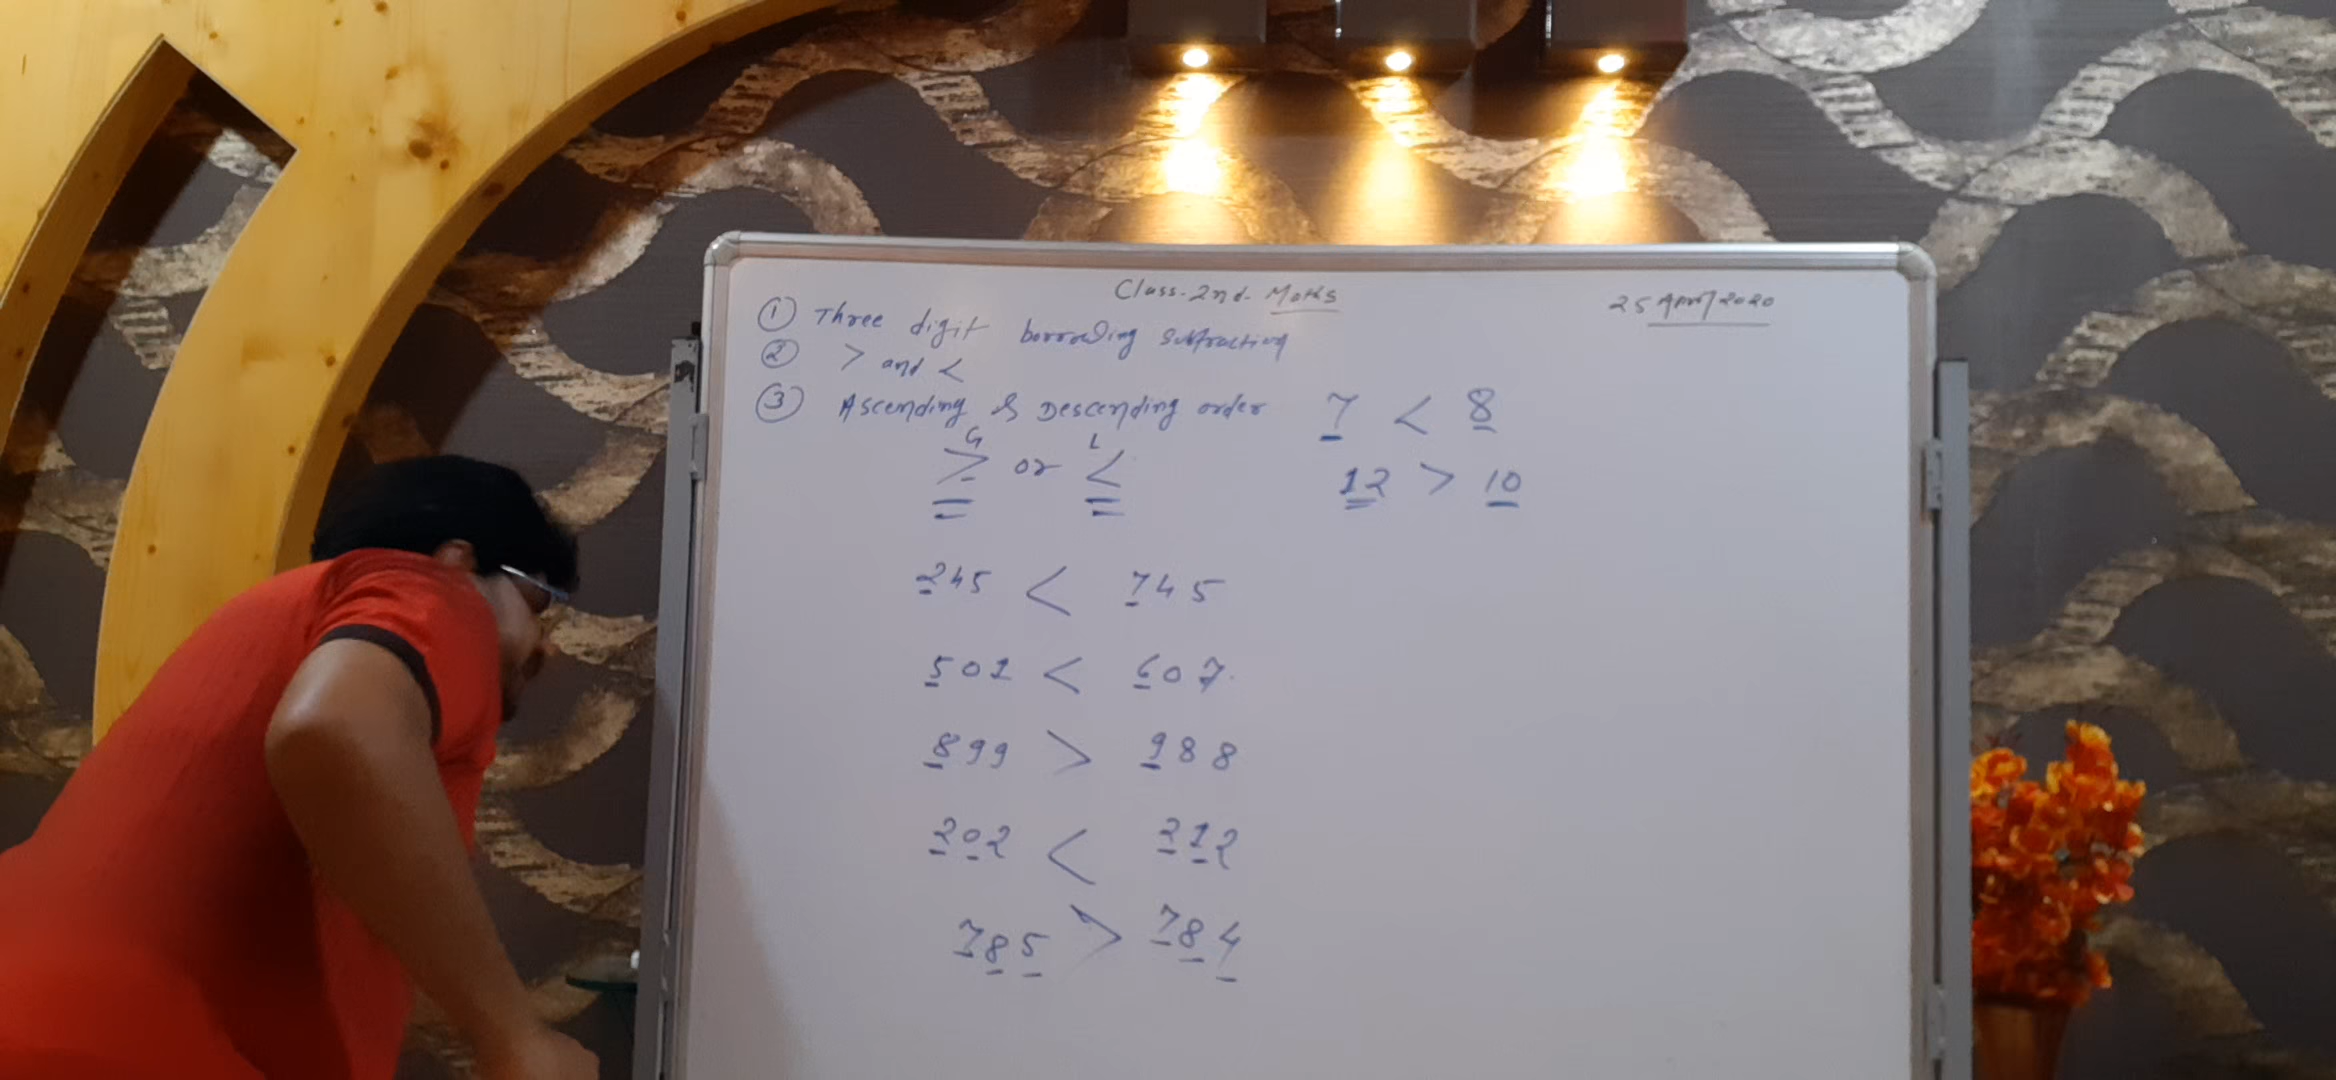 Class-2nd-Maths
25 April 2020
① Three digit borrowing Subtraction
② > and <
③ Ascending & Descending order
7 < 8
G L
> or <
12 > 10
245 < 745
501 < 607
899 > 988
202 < 212
785 > 784